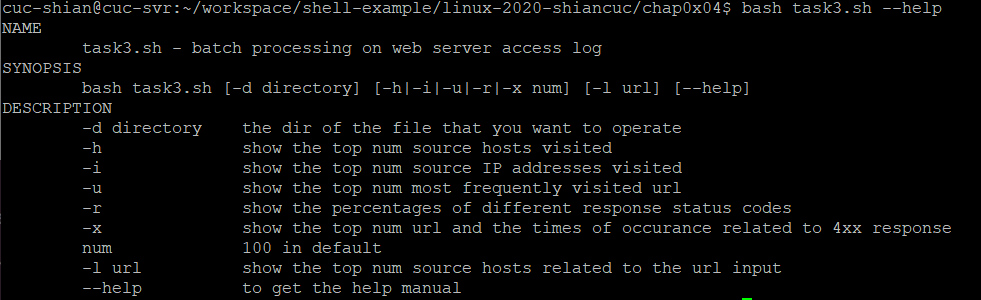 cuc-shian@cuc-svr:~/workspace/shell-example/linux-2020-shiancuc/chap0x04$ bash task3.sh --help
NAME
task3.sh - batch processing on web server access log
SYNOPSIS
bash task3.sh [-d directory] [-h|-i|-u|-r|-x num] [-l url] [--help]
DESCRIPTION
-d directory the dir of the file that you want to operate
-h show the top num source hosts visited
-i show the top num source IP addresses visited
-u show the top num most frequently visited url
-r show the percentages of different response status codes
-x show the top num url and the times of occurance related to 4xx response
num 100 in default
-l url show the top num source hosts related to the url input
--help to get the help manual